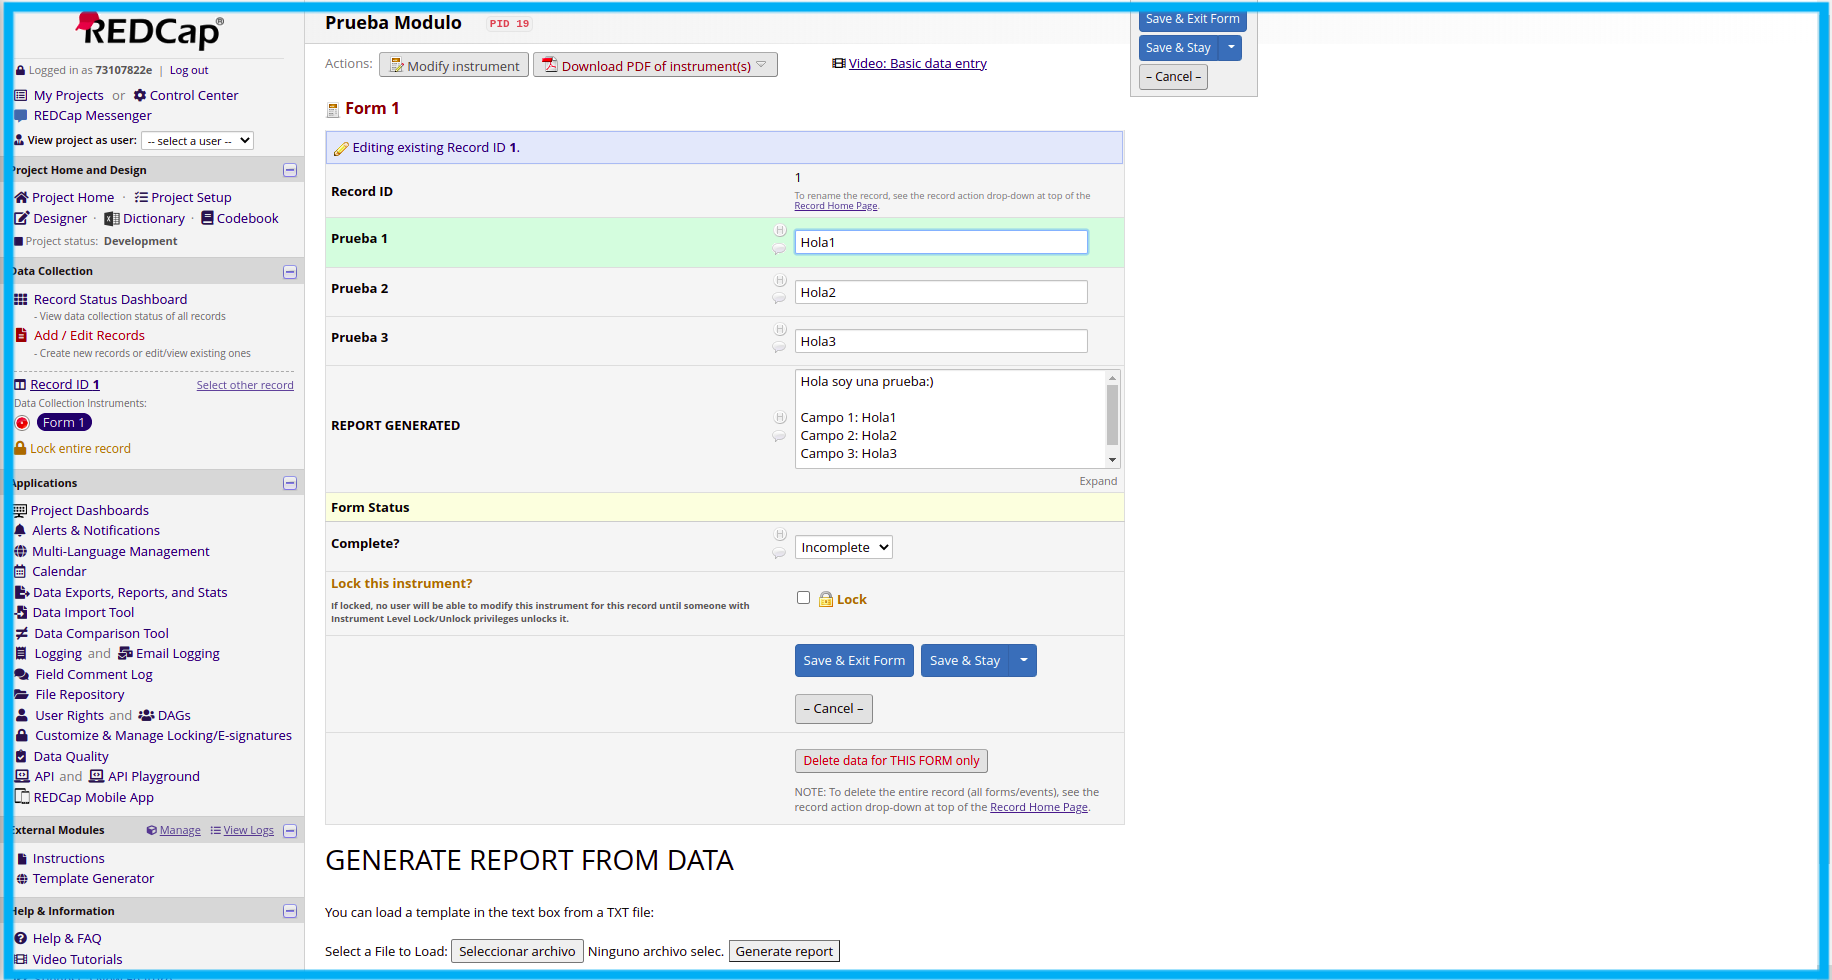 REDCap®
Logged in as 73107822e | Log out
My Projects or Control Center
REDCap Messenger
View project as user: -- select a user --
Project Home and Design
Project Home · Project Setup
Designer · Dictionary · Codebook
Project status: Development
Data Collection
Record Status Dashboard
- View data collection status of all records
Add / Edit Records
- Create new records or edit/view existing ones
Record ID 1 Select other record
Data Collection Instruments:
Form 1
Lock entire record
Applications
Project Dashboards
Alerts & Notifications
Multi-Language Management
Calendar
Data Exports, Reports, and Stats
Data Import Tool
Data Comparison Tool
Logging and Email Logging
Field Comment Log
File Repository
User Rights and DAGs
Customize & Manage Locking/E-signatures
Data Quality
API and API Playground
REDCap Mobile App
External Modules Manage View Logs
Instructions
Template Generator
Help & Information
Help & FAQ
Video Tutorials
Prueba Modulo PID 19
Actions: Modify instrument Download PDF of instrument(s) Video: Basic data entry
Save & Exit Form
Save & Stay
– Cancel –
Form 1
Editing existing Record ID 1.
Record ID 1
To rename the record, see the record action drop-down at top of the
Record Home Page.
Prueba 1 H Hola1
Prueba 2 H Hola2
Prueba 3 H Hola3
REPORT GENERATED H
Hola soy una prueba:)
Campo 1: Hola1
Campo 2: Hola2
Campo 3: Hola3
Expand
Form Status
Complete? H Incomplete
Lock this instrument?
If locked, no user will be able to modify this instrument for this record until someone with
Instrument Level Lock/Unlock privileges unlocks it.
Lock
Save & Exit Form Save & Stay
– Cancel –
Delete data for THIS FORM only
NOTE: To delete the entire record (all forms/events), see the
record action drop-down at top of the Record Home Page.
GENERATE REPORT FROM DATA
You can load a template in the text box from a TXT file:
Select a File to Load: Seleccionar archivo Ninguno archivo selec. Generate report